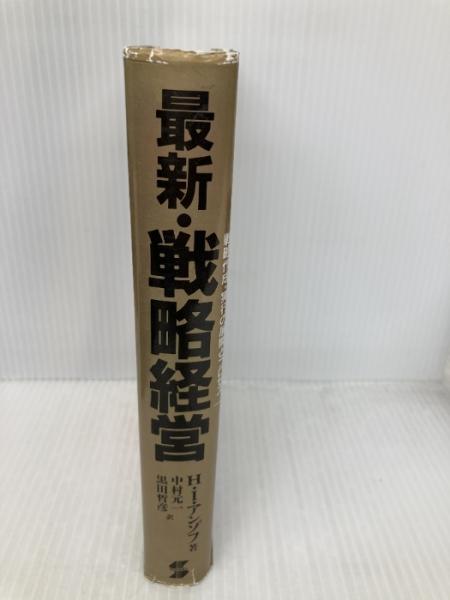 最新・戦略経営
H・I・アンゾフ著
中村元一
黒田哲彦 訳